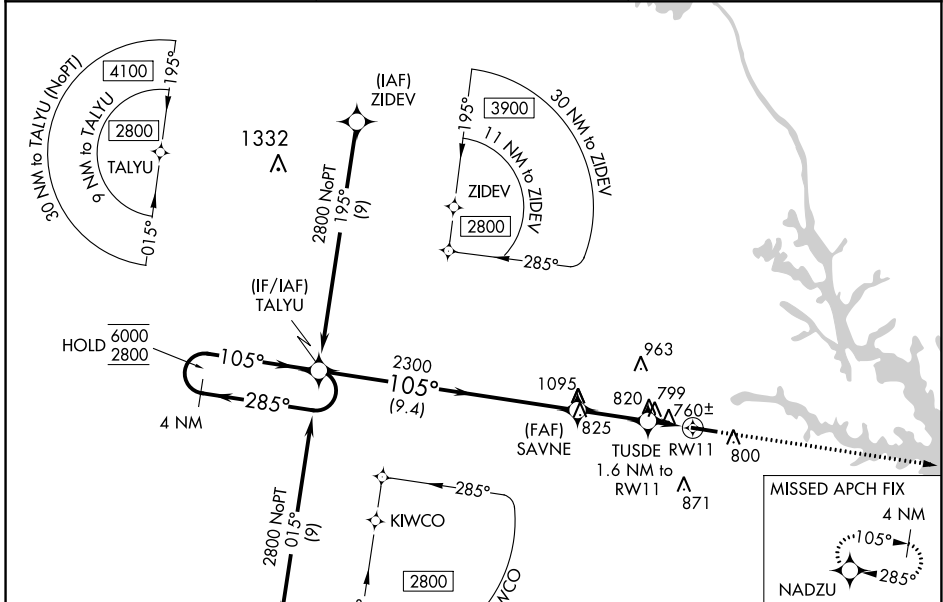 30 NM to TALYU (NoPT)
4100
195°
9 NM to TALYU
2800
TALYU
015°
(IAF)
ZIDEV
1332
2800 NoPT
195°
(9)
3900
195°
30 NM to ZIDEV
11 NM to ZIDEV
ZIDEV
2800
285°
(IF/IAF)
TALYU
HOLD
6000
2800
105°
285°
4 NM
2300
105°
(9.4)
1095
825
(FAF)
SAVNE
963
820
799
760±
TUSDE
1.6 NM to
RW11
RW11
800
871
2800 NoPT
015°
(9)
285°
KIWCO
2800
MISSED APCH FIX
4 NM
105°
285°
NADZU